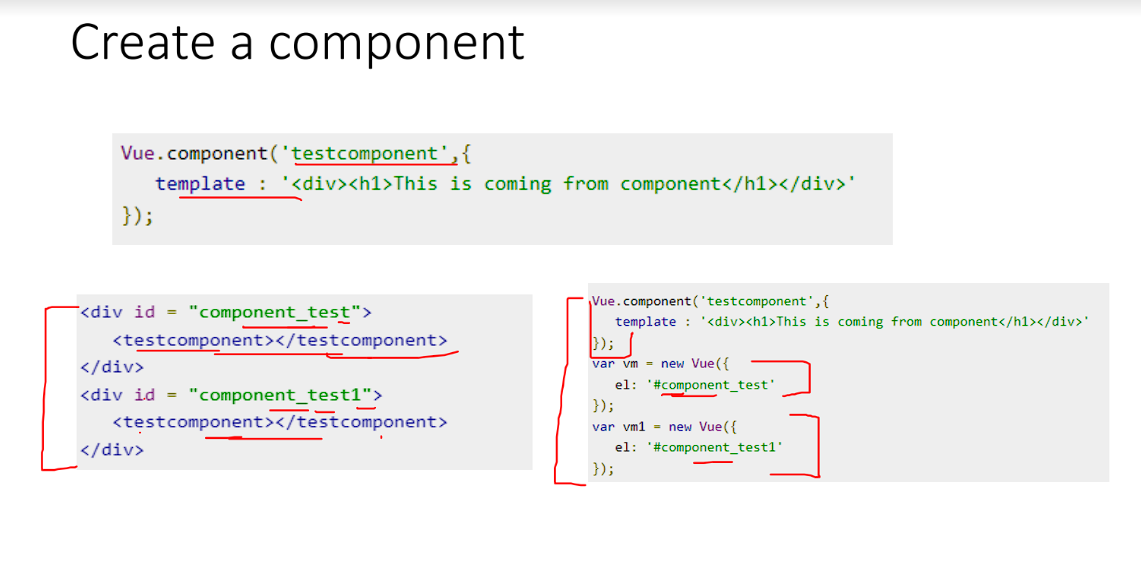 Create a component
Vue.component('testcomponent',{
template : '<div><h1>This is coming from component</h1></div>'
});
<div id = "component_test">
<testcomponent></testcomponent>
</div>
<div id = "component_test1">
<testcomponent></testcomponent>
</div>
Vue.component('testcomponent',{
template : '<div><h1>This is coming from component</h1></div>'
});
var vm = new Vue({
el: '#component_test'
});
var vm1 = new Vue({
el: '#component_test1'
});